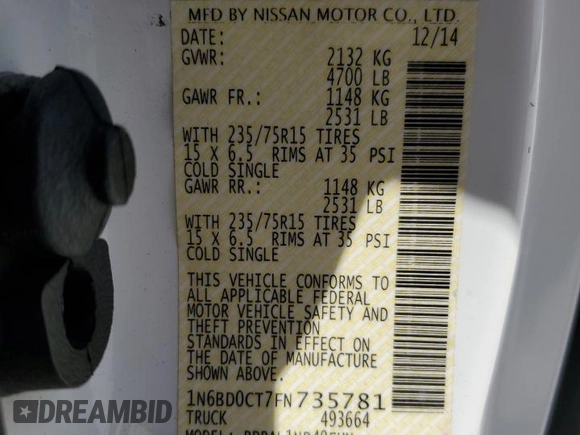 MFD BY NISSAN MOTOR CO., LTD.
DATE: 12/14
GVWR: 2132 KG
4700 LB
GAWR FR.: 1148 KG
2531 LB
WITH 235/75R15 TIRES
15 X 6.5 RIMS AT 35 PSI
COLD SINGLE
GAWR RR.: 1148 KG
2531 LB
WITH 235/75R15 TIRES
15 X 6.5 RIMS AT 35 PSI
COLD SINGLE
THIS VEHICLE CONFORMS TO
ALL APPLICABLE FEDERAL
MOTOR VEHICLE SAFETY AND
THEFT PREVENTION
STANDARDS IN EFFECT ON
THE DATE OF MANUFACTURE
SHOWN ABOVE.
1N6BD0CT7FN735781
TRUCK 493664
DREAMBID